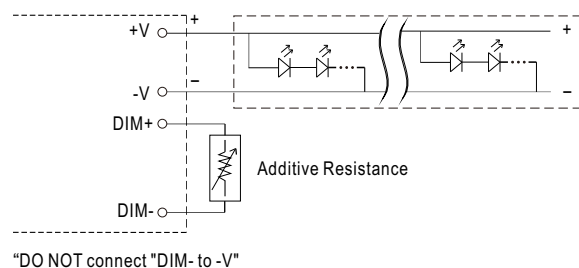 +V
+
+
-V
−
−
DIM+
Additive Resistance
DIM-
“DO NOT connect "DIM- to -V"